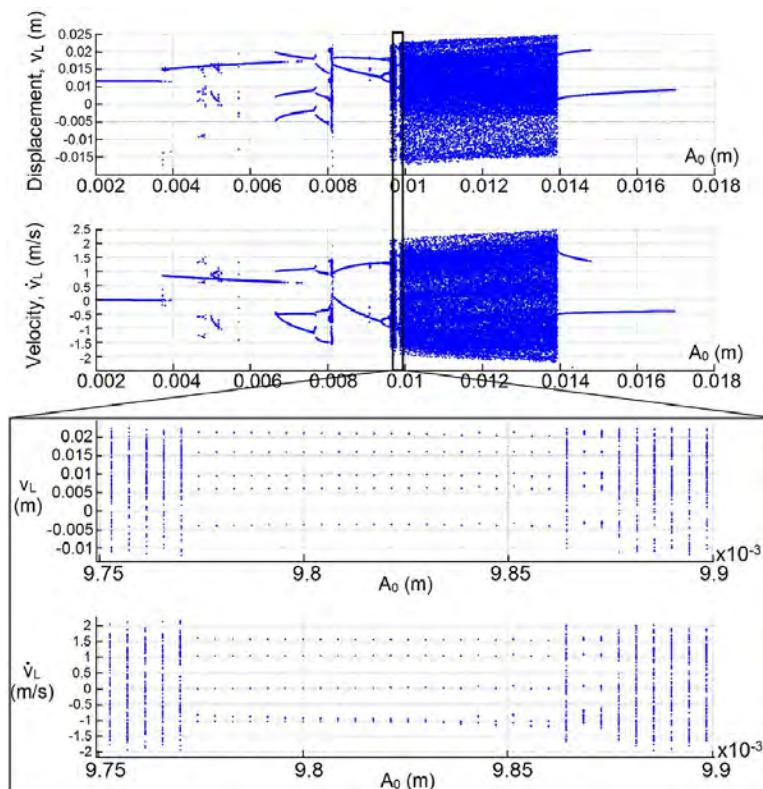 Displacement, v_L (m)
0.025
0.02
0.015
0.01
0.005
0
-0.005
-0.01
-0.015
A₀ (m)
0.002 0.004 0.006 0.008 0.01 0.012 0.014 0.016 0.018
Velocity, v̇_L (m/s)
2.5
2
1.5
1
0.5
0
-0.5
-1
-1.5
-2
A₀ (m)
0.002 0.004 0.006 0.008 0.01 0.012 0.014 0.016 0.018
v_L
(m)
0.02
0.015
0.01
0.005
0
-0.005
-0.01
x10⁻³
9.75 9.8 9.85 9.9
A₀ (m)
v̇_L
(m/s)
2
1.5
1
0.5
0
-0.5
-1
-1.5
-2
x10⁻³
9.75 9.8 9.85 9.9
A₀ (m)